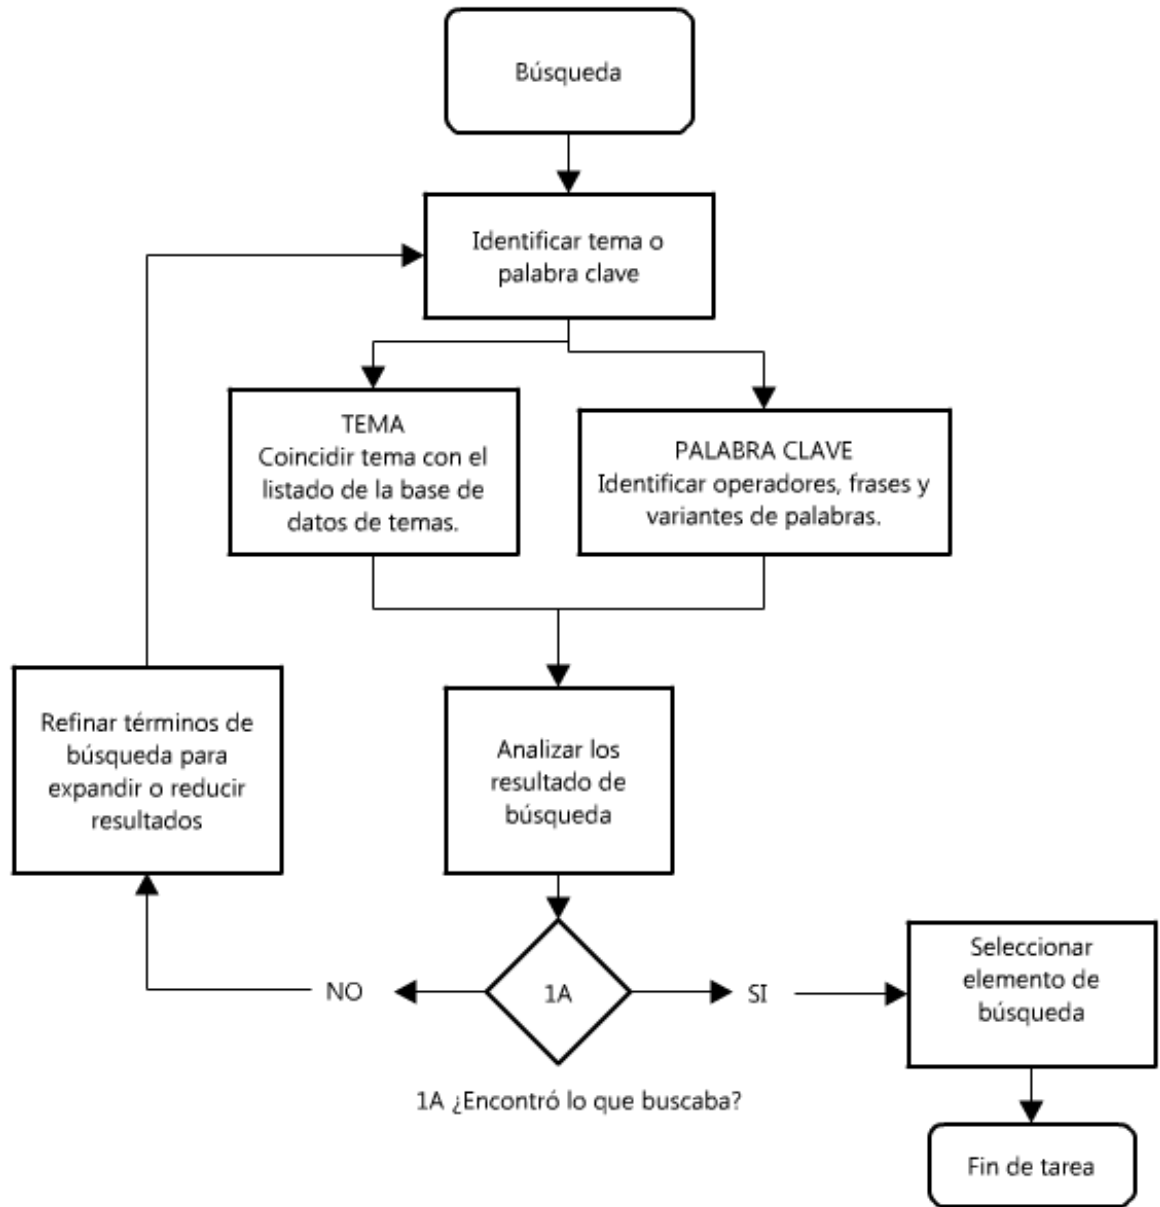 Búsqueda
Identificar tema o
palabra clave
TEMA
Coincidir tema con el
listado de la base de
datos de temas.
PALABRA CLAVE
Identificar operadores, frases y
variantes de palabras.
Refinar términos de
búsqueda para
expandir o reducir
resultados
Analizar los
resultado de
búsqueda
NO
1A
SI
Seleccionar
elemento de
búsqueda
1A ¿Encontró lo que buscaba?
Fin de tarea